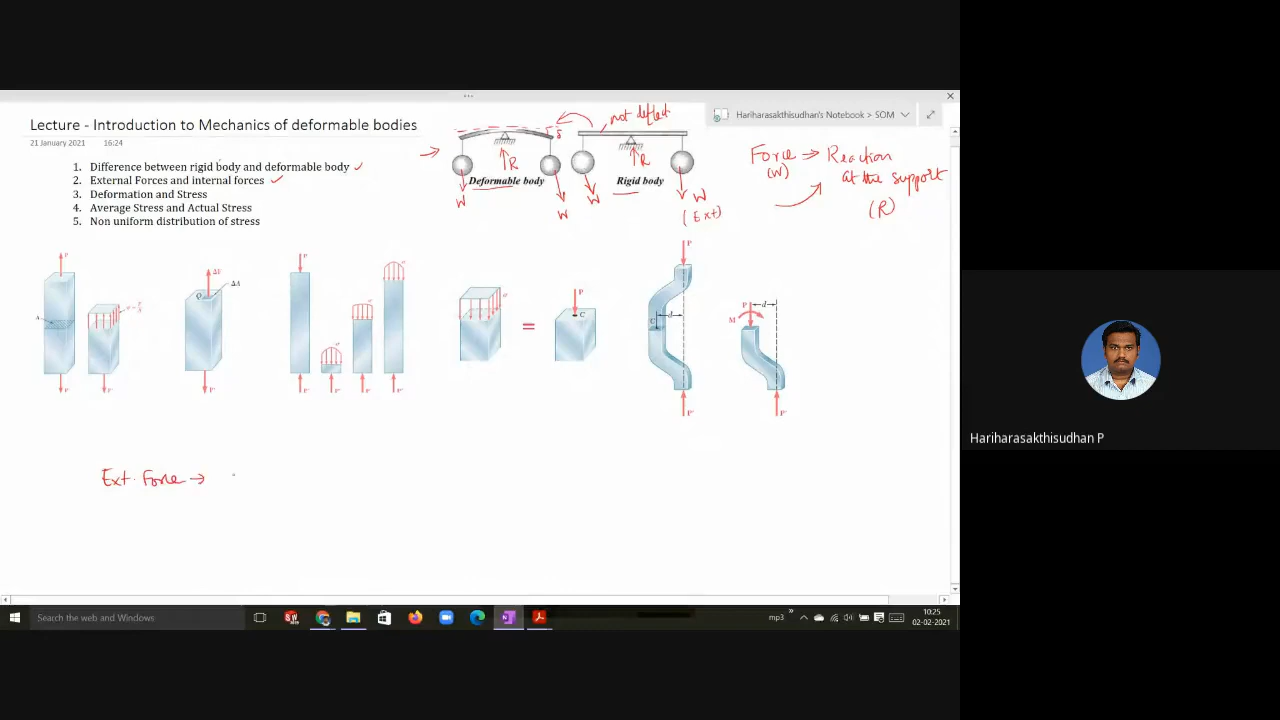 Lecture - Introduction to Mechanics of deformable bodies
21 January 2021 16:24
1. Difference between rigid body and deformable body
2. External Forces and internal forces
3. Deformation and Stress
4. Average Stress and Actual Stress
5. Non uniform distribution of stress
not deflect
δ
R
R
Deformable body
Rigid body
W
W
W
W
(Ext)
Hariharasakthisudhan's Notebook > SOM
Force → Reaction
(W) at the support
(R)
P
A
P'
ΔF
ΔA
Q
P'
P
σ
σ
σ
P'
P'
P'
P'
σ
=
P
C
P
C
d
P'
P
d
M
P'
Ext. Force →
Hariharasakthisudhan P
Search the web and Windows
mp3
10:25
02-02-2021